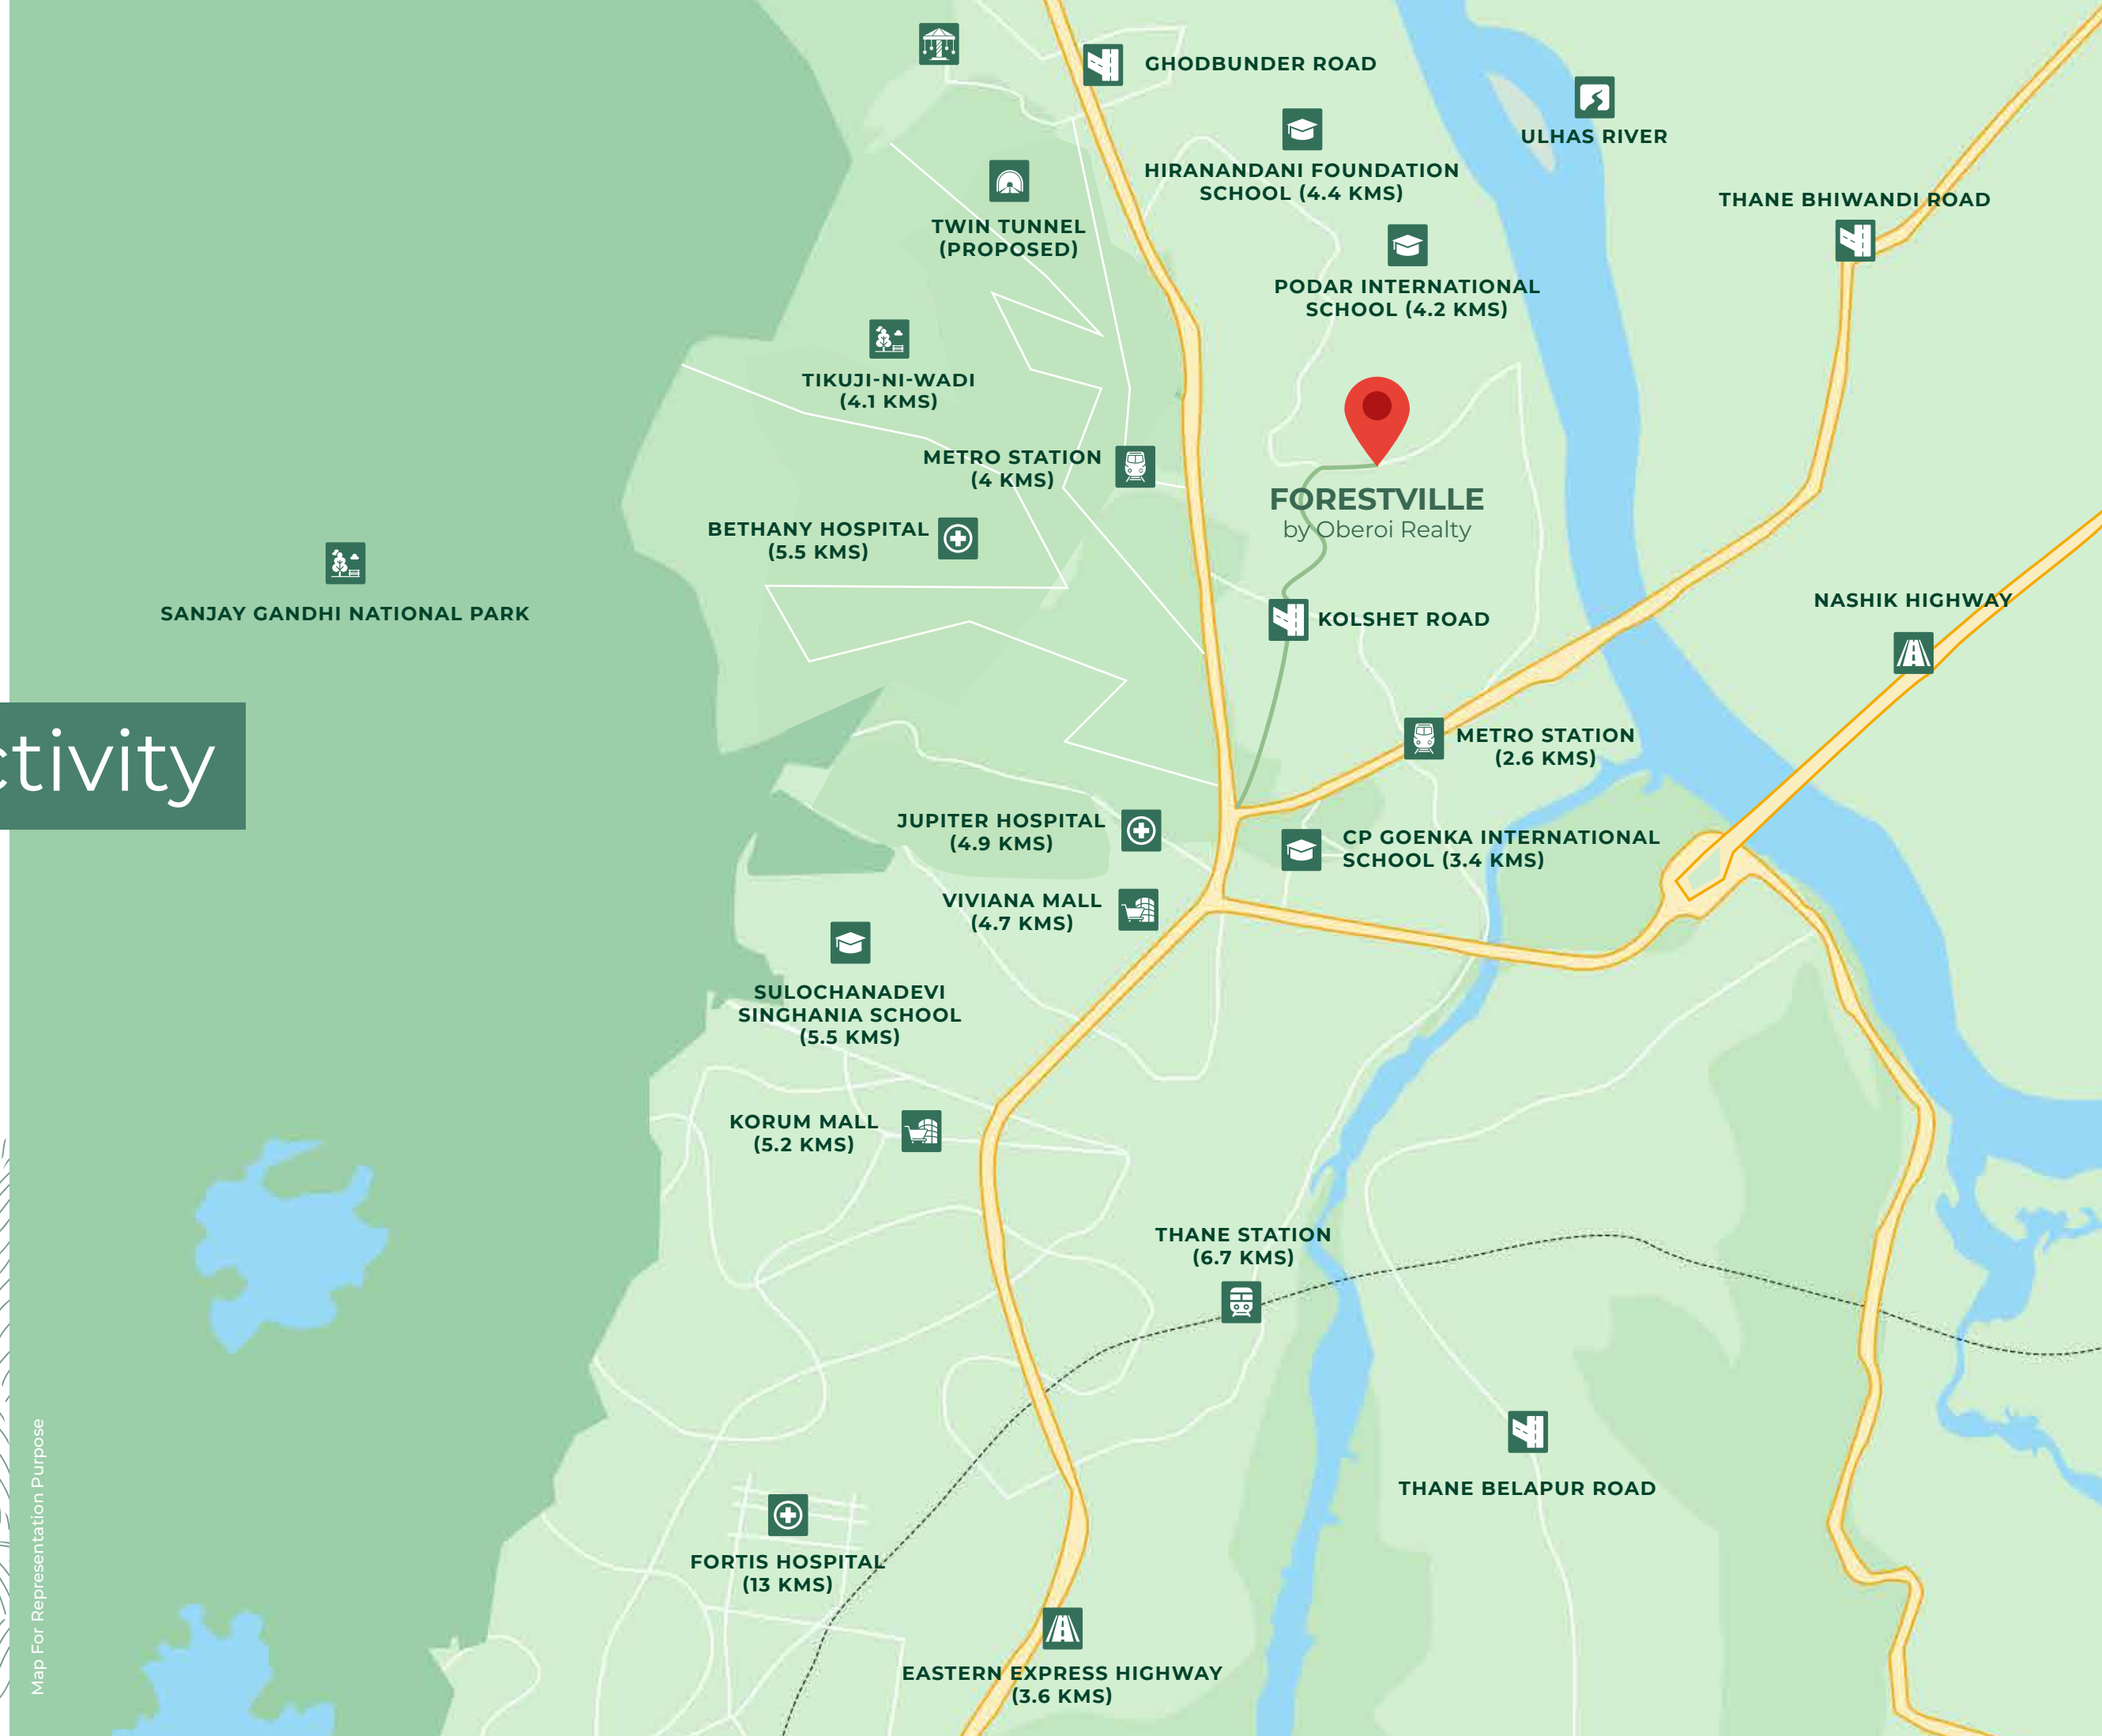 GHODBUNDER ROAD
ULHAS RIVER
HIRANANDANI FOUNDATION
SCHOOL (4.4 KMS)
THANE BHIWANDI ROAD
TWIN TUNNEL
(PROPOSED)
PODAR INTERNATIONAL
SCHOOL (4.2 KMS)
TIKUJI-NI-WADI
(4.1 KMS)
METRO STATION
(4 KMS)
FORESTVILLE
by Oberoi Realty
BETHANY HOSPITAL
(5.5 KMS)
SANJAY GANDHI NATIONAL PARK
KOLSHET ROAD
NASHIK HIGHWAY
METRO STATION
(2.6 KMS)
ctivity
JUPITER HOSPITAL
(4.9 KMS)
CP GOENKA INTERNATIONAL
SCHOOL (3.4 KMS)
VIVIANA MALL
(4.7 KMS)
SULOCHANADEVI
SINGHANIA SCHOOL
(5.5 KMS)
KORUM MALL
(5.2 KMS)
THANE STATION
(6.7 KMS)
THANE BELAPUR ROAD
FORTIS HOSPITAL
(13 KMS)
EASTERN EXPRESS HIGHWAY
(3.6 KMS)
Map For Representation Purpose